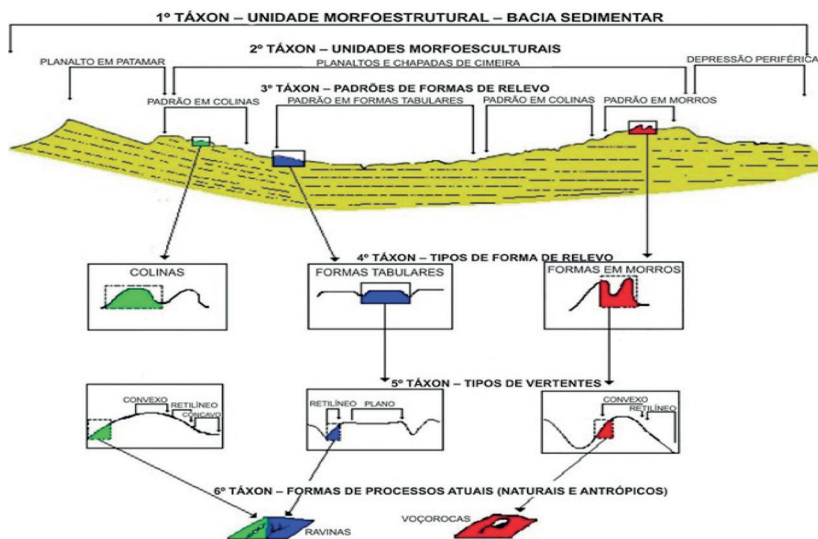 1º TÁXON – UNIDADE MORFOESTRUTURAL – BACIA SEDIMENTAR
2º TÁXON – UNIDADES MORFOESCULTURAIS
PLANALTO EM PATAMAR
PLANALTOS E CHAPADAS DE CIMEIRA
DEPRESSÃO PERIFÉRICA
3º TÁXON – PADRÕES DE FORMAS DE RELEVO
PADRÃO EM COLINAS
PADRÃO EM FORMAS TABULARES
PADRÃO EM COLINAS
PADRÃO EM MORROS
4º TÁXON – TIPOS DE FORMA DE RELEVO
COLINAS
FORMAS TABULARES
FORMAS EM MORROS
5º TÁXON – TIPOS DE VERTENTES
CONVEXO
RETILÍNEO
CÔNCAVO
RETILÍNEO
PLANO
CONVEXO
RETILÍNEO
6º TÁXON – FORMAS DE PROCESSOS ATUAIS (NATURAIS E ANTRÓPICOS)
RAVINAS
VOÇOROCAS